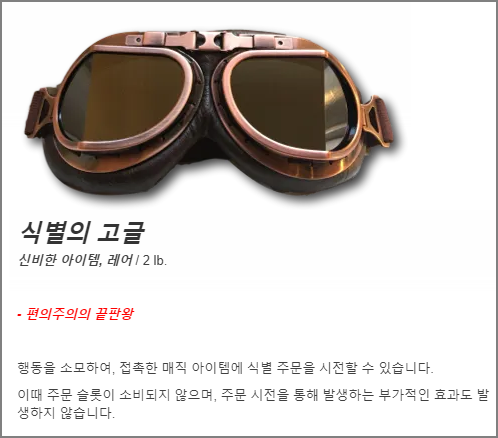 식별의 고글
신비한 아이템, 레어 / 2 lb.
- 편의주의의 끝판왕
행동을 소모하여, 접촉한 매직 아이템에 식별 주문을 시전할 수 있습니다.
이때 주문 슬롯이 소비되지 않으며, 주문 시전을 통해 발생하는 부가적인 효과도 발
생하지 않습니다.